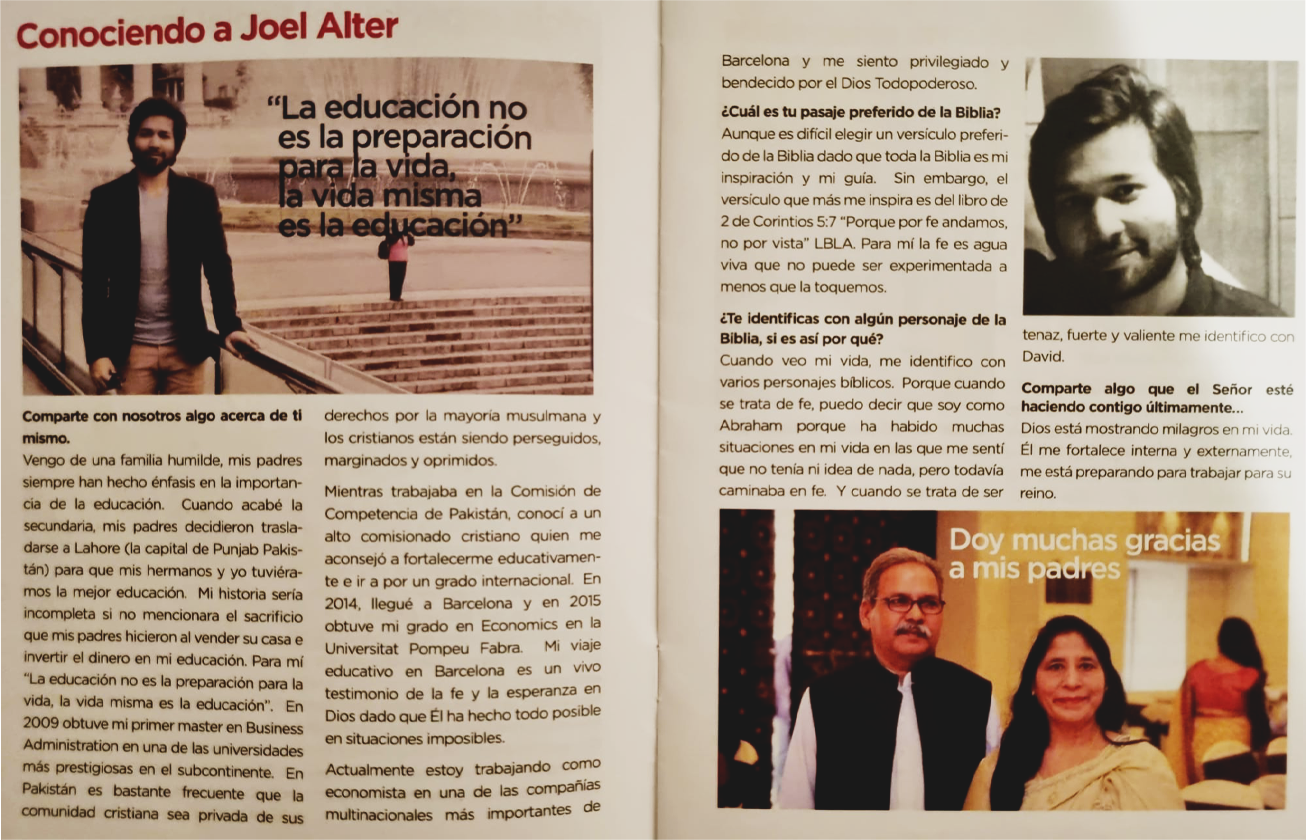 Conociendo a Joel Alter
“La educación no
es la preparación
para la vida,
la vida misma
es la educación”
Comparte con nosotros algo acerca de ti
mismo.
Vengo de una familia humilde, mis padres
siempre han hecho énfasis en la importan-
cia de la educación. Cuando acabé la
secundaria, mis padres decidieron trasla-
darse a Lahore (la capital de Punjab Pakis-
tán) para que mis hermanos y yo tuviéra-
mos la mejor educación. Mi historia sería
incompleta si no mencionara el sacrificio
que mis padres hicieron al vender su casa e
invertir el dinero en mi educación. Para mí
“La educación no es la preparación para la
vida, la vida misma es la educación”. En
2009 obtuve mi primer master en Business
Administration en una de las universidades
más prestigiosas en el subcontinente. En
Pakistán es bastante frecuente que la
comunidad cristiana sea privada de sus
derechos por la mayoría musulmana y
los cristianos están siendo perseguidos,
marginados y oprimidos.
Mientras trabajaba en la Comisión de
Competencia de Pakistán, conocí a un
alto comisionado cristiano quien me
aconsejó a fortalecerme educativamen-
te e ir a por un grado internacional. En
2014, llegué a Barcelona y en 2015
obtuve mi grado en Economics en la
Universitat Pompeu Fabra. Mi viaje
educativo en Barcelona es un vivo
testimonio de la fe y la esperanza en
Dios dado que Él ha hecho todo posible
en situaciones imposibles.
Actualmente estoy trabajando como
economista en una de las compañías
multinacionales más importantes de
Barcelona y me siento privilegiado y
bendecido por el Dios Todopoderoso.
¿Cuál es tu pasaje preferido de la Biblia?
Aunque es difícil elegir un versículo preferi-
do de la Biblia dado que toda la Biblia es mi
inspiración y mi guía. Sin embargo, el
versículo que más me inspira es del libro de
2 de Corintios 5:7 “Porque por fe andamos,
no por vista” LBLA. Para mí la fe es agua
viva que no puede ser experimentada a
menos que la toquemos.
¿Te identificas con algún personaje de la
Biblia, si es así por qué?
Cuando veo mi vida, me identifico con
varios personajes bíblicos. Porque cuando
se trata de fe, puedo decir que soy como
Abraham porque ha habido muchas
situaciones en mi vida en las que me sentí
que no tenía ni idea de nada, pero todavía
caminaba en fe. Y cuando se trata de ser
tenaz, fuerte y valiente me identifico con
David.
Comparte algo que el Señor esté
haciendo contigo últimamente...
Dios está mostrando milagros en mi vida.
Él me fortalece interna y externamente,
me está preparando para trabajar para su
reino.
Doy muchas gracias
a mis padres